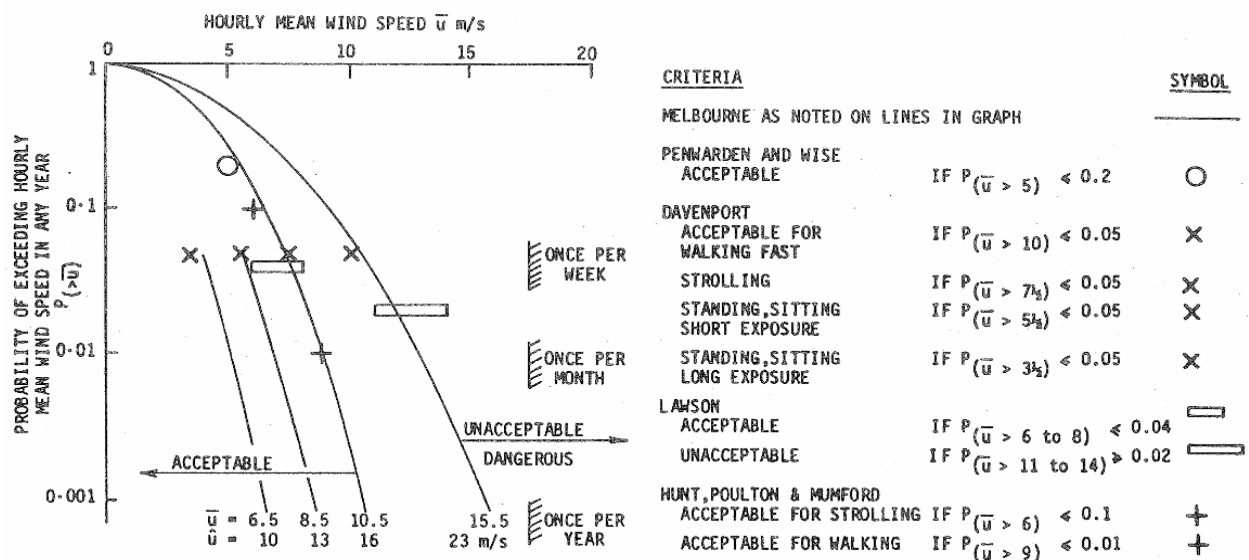 HOURLY MEAN WIND SPEED u̅ m/s
0 5 10 15 20
1
0·1
0·01
0·001
PROBABILITY OF EXCEEDING HOURLY
MEAN WIND SPEED IN ANY YEAR
P(>u̅)
ONCE PER
WEEK
ONCE PER
MONTH
UNACCEPTABLE
DANGEROUS
ACCEPTABLE
u̅ = 6.5 8.5 10.5 15.5
û = 10 13 16 23 m/s
ONCE PER
YEAR
CRITERIA SYMBOL
MELBOURNE AS NOTED ON LINES IN GRAPH
PENWARDEN AND WISE
ACCEPTABLE IF P(u̅ > 5) ≤ 0.2
DAVENPORT
ACCEPTABLE FOR
WALKING FAST IF P(u̅ > 10) ≤ 0.05
STROLLING IF P(u̅ > 7½) ≤ 0.05
STANDING,SITTING
SHORT EXPOSURE IF P(u̅ > 5½) ≤ 0.05
STANDING,SITTING
LONG EXPOSURE IF P(u̅ > 3½) ≤ 0.05
LAWSON
ACCEPTABLE IF P(u̅ > 6 to 8) ≤ 0.04
UNACCEPTABLE IF P(u̅ > 11 to 14) ≥ 0.02
HUNT,POULTON & MUMFORD
ACCEPTABLE FOR STROLLING IF P(u̅ > 6) ≤ 0.1
ACCEPTABLE FOR WALKING IF P(u̅ > 9) ≤ 0.01